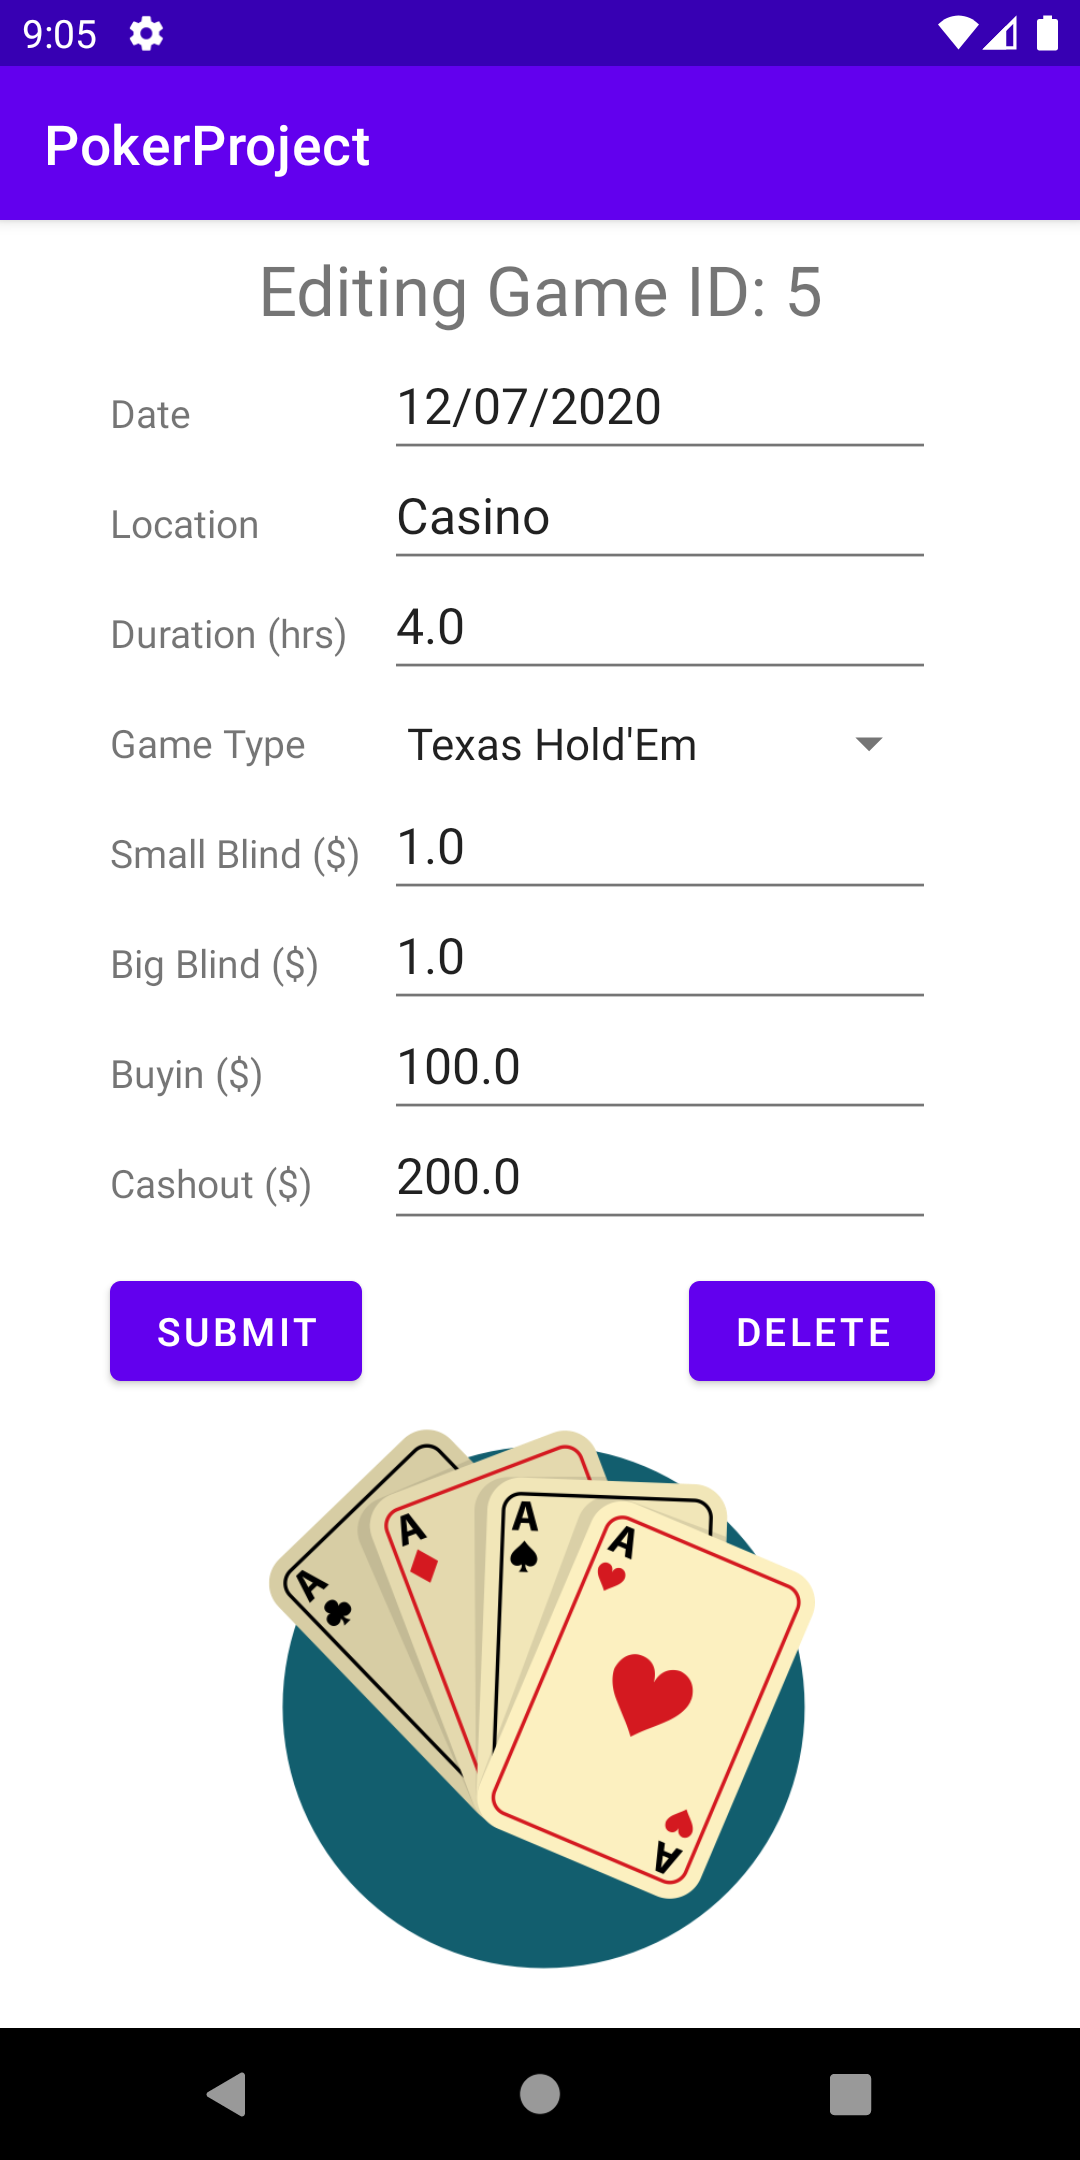 9:05
PokerProject
Editing Game ID: 5
Date 12/07/2020
Location Casino
Duration (hrs) 4.0
Game Type Texas Hold'Em
Small Blind ($) 1.0
Big Blind ($) 1.0
Buyin ($) 100.0
Cashout ($) 200.0
SUBMIT DELETE
A A A A
A